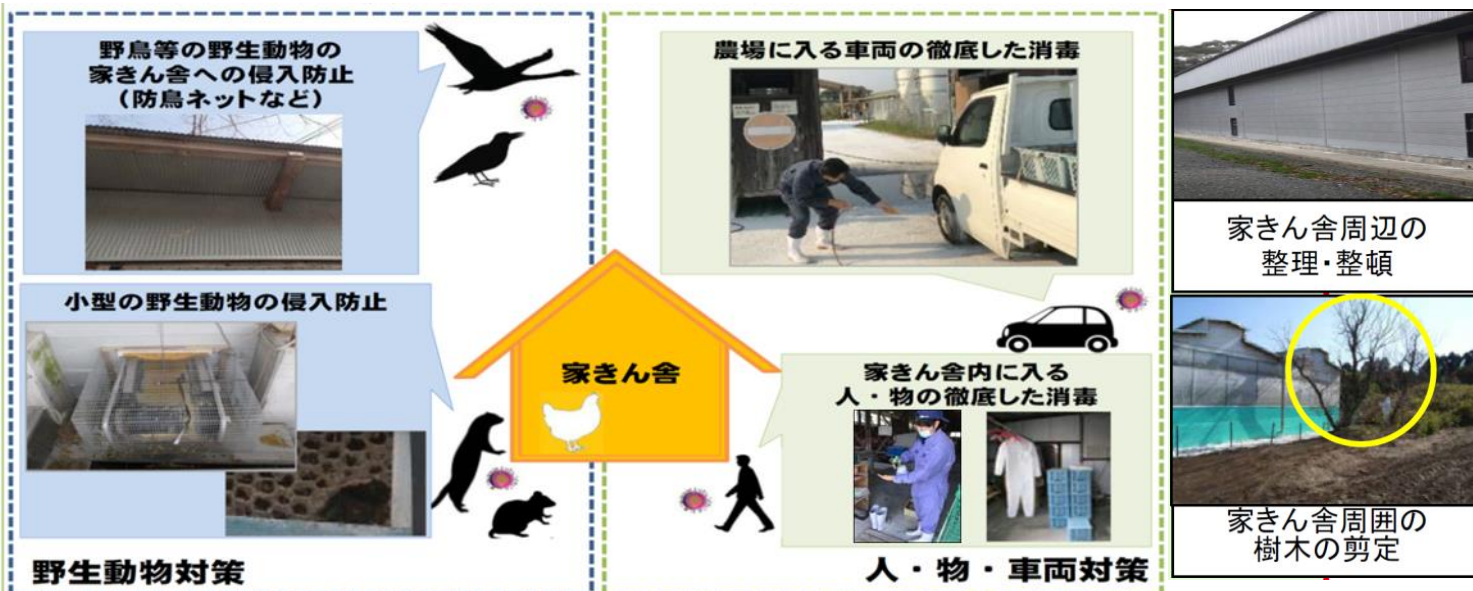 野鳥等の野生動物の
家きん舎への侵入防止
（防鳥ネットなど）
小型の野生動物の侵入防止
野生動物対策
家きん舎
農場に入る車両の徹底した消毒
家きん舎内に入る
人・物の徹底した消毒
人・物・車両対策
家きん舎周辺の
整理・整頓
家きん舎周囲の
樹木の剪定